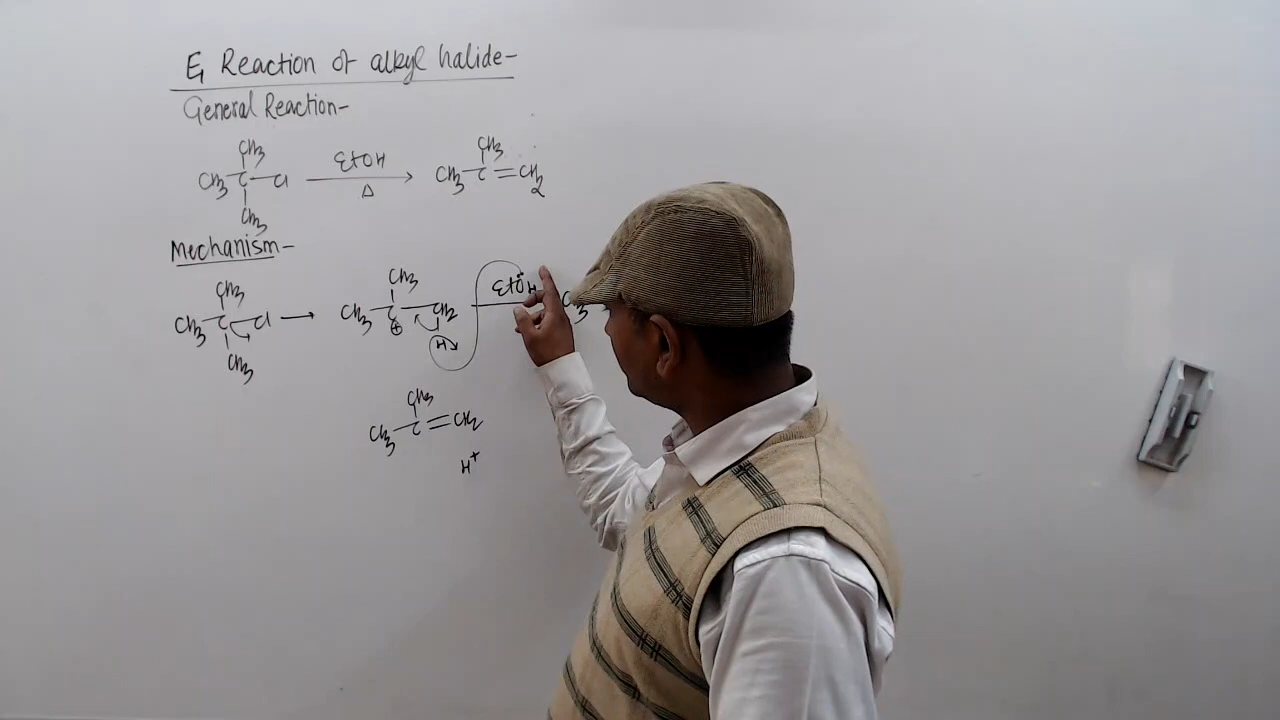 E1 Reaction of alkyl halide-
General Reaction-
CH3
CH3-C-Cl EtOH CH3-C=CH2
Δ CH3
CH3
Mechanism-
CH3 CH3
CH3-C-Cl → CH3-C-CH2 EtÖH CH3
CH3 ⊕ H
CH3
CH3-C=CH2
H+